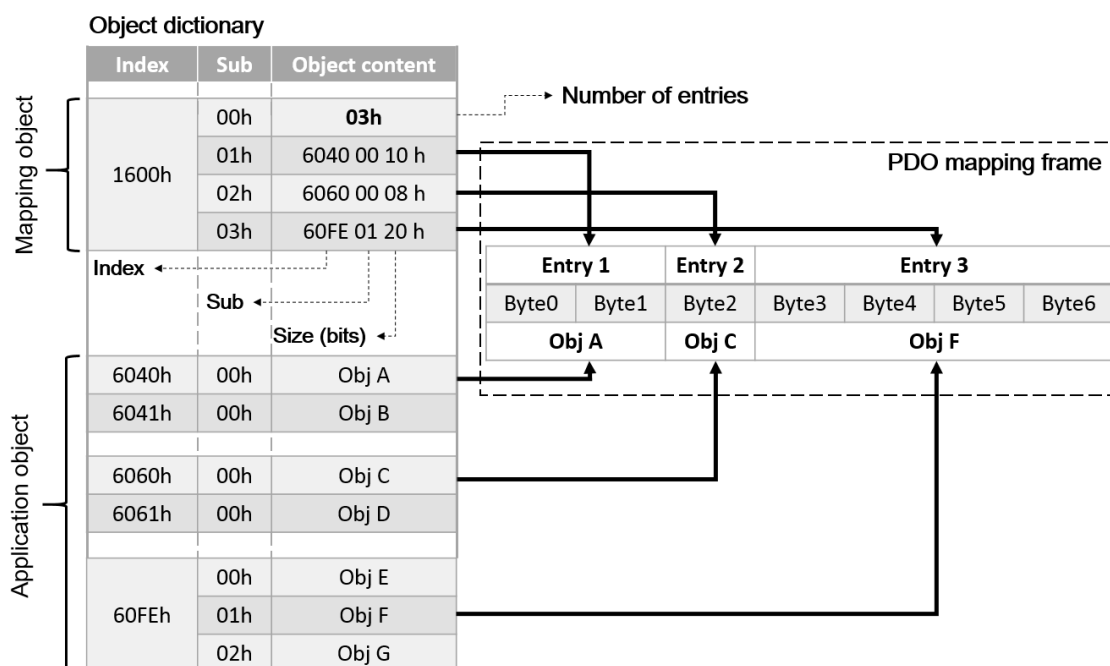 Object dictionary
Index Sub Object content
Mapping object
1600h
00h 03h
01h 6040 00 10 h
02h 6060 00 08 h
03h 60FE 01 20 h
Number of entries
PDO mapping frame
Index
Sub
Size (bits)
Entry 1 Entry 2 Entry 3
Byte0 Byte1 Byte2 Byte3 Byte4 Byte5 Byte6
Obj A Obj C Obj F
Application object
6040h 00h Obj A
6041h 00h Obj B
6060h 00h Obj C
6061h 00h Obj D
60FEh
00h Obj E
01h Obj F
02h Obj G